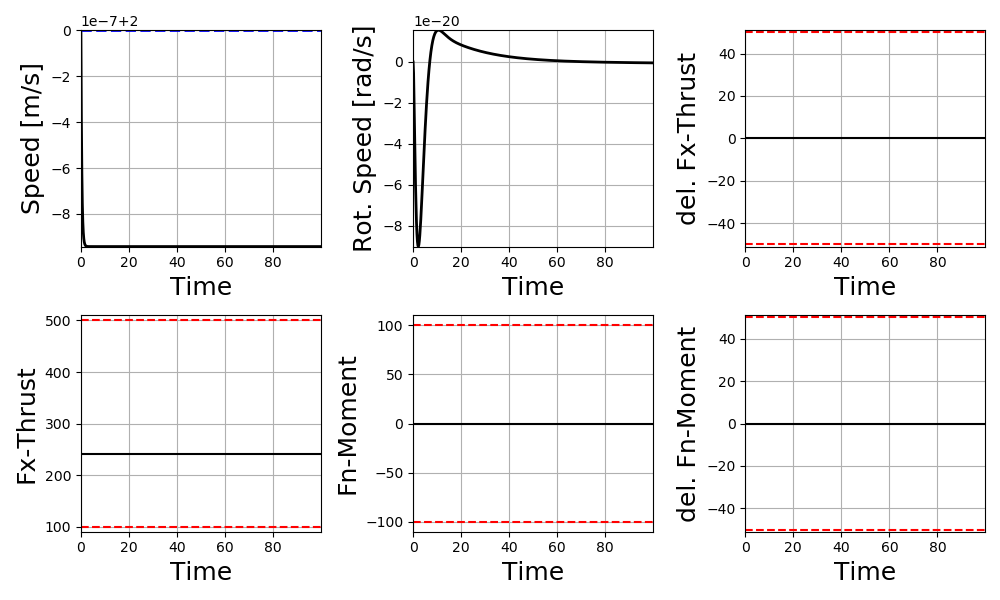 1e−7+2
0
−2
−4
−6
−8
Speed [m/s]
0 20 40 60 80
Time
1e−20
0
−2
−4
−6
−8
Rot. Speed [rad/s]
0 20 40 60 80
Time
40
20
0
−20
−40
del. Fx-Thrust
0 20 40 60 80
Time
500
400
300
200
100
Fx-Thrust
0 20 40 60 80
Time
100
50
0
−50
−100
Fn-Moment
0 20 40 60 80
Time
40
20
0
−20
−40
del. Fn-Moment
0 20 40 60 80
Time